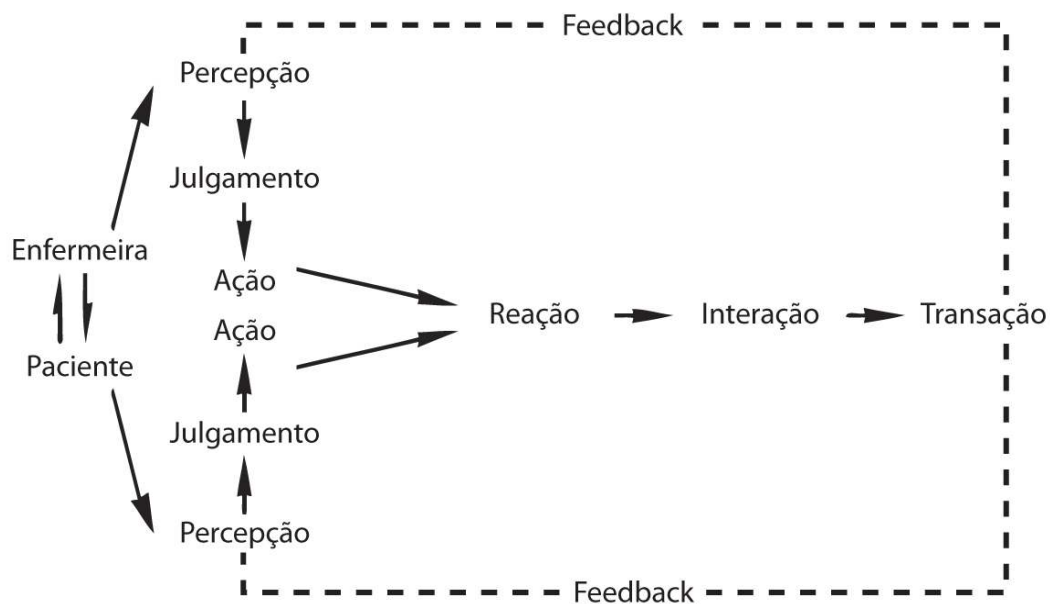 Feedback
Percepção
Julgamento
Enfermeira
Ação
Reação
Interação
Transação
Ação
Paciente
Julgamento
Percepção
Feedback